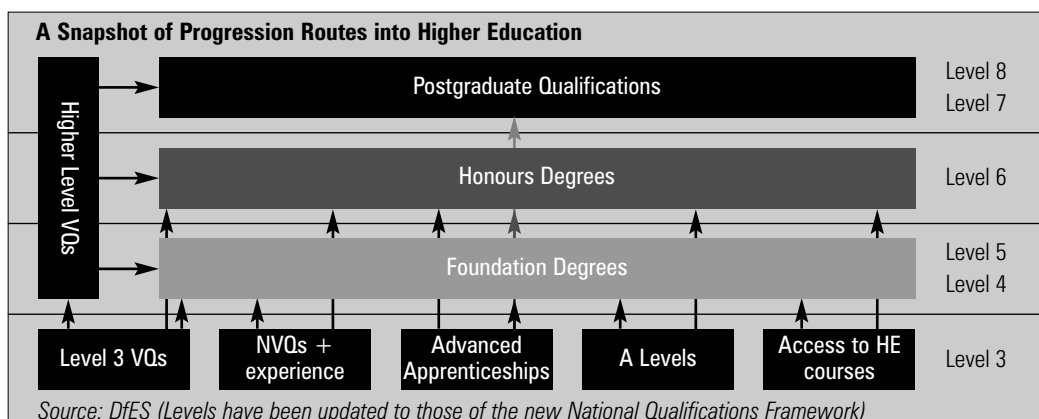 A Snapshot of Progression Routes into Higher Education
Postgraduate Qualifications
Level 8
Level 7
Higher Level VQs
Honours Degrees
Level 6
Foundation Degrees
Level 5
Level 4
Level 3 VQs
NVQs +
experience
Advanced
Apprenticeships
A Levels
Access to HE
courses
Level 3
Source: DfES (Levels have been updated to those of the new National Qualifications Framework)